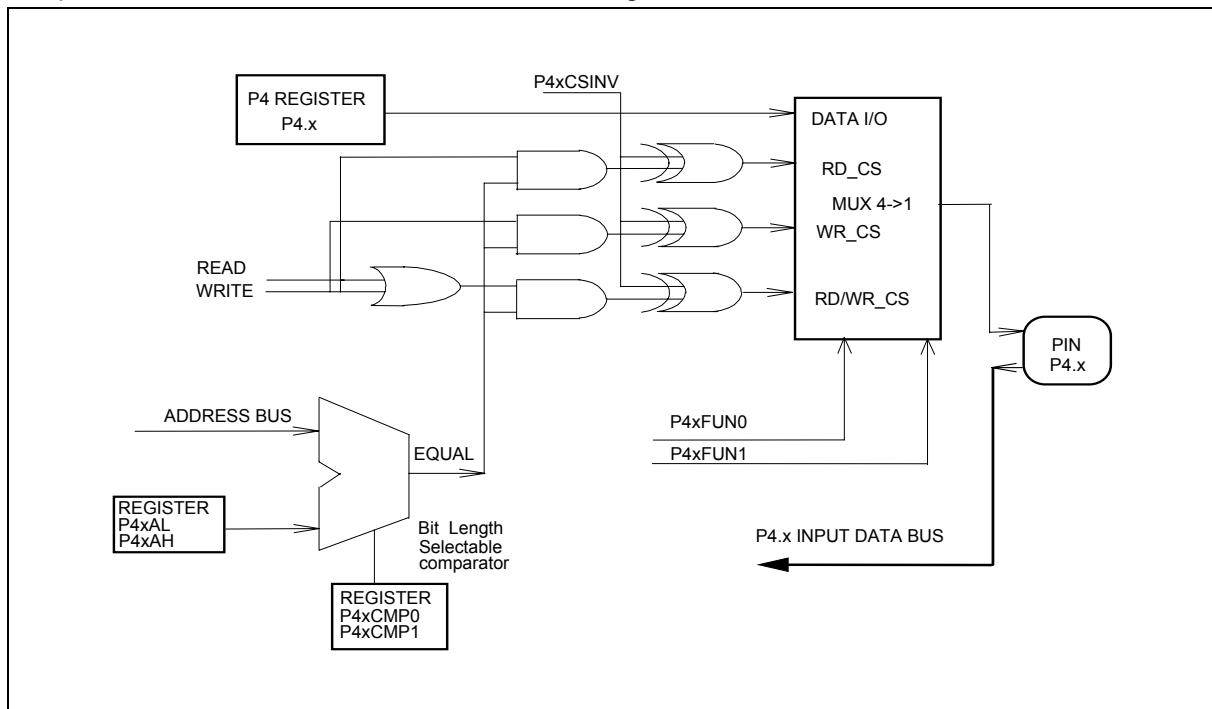 P4 REGISTER
P4.x
P4xCSINV
DATA I/O
RD_CS
MUX 4->1
WR_CS
RD/WR_CS
READ
WRITE
PIN
P4.x
ADDRESS BUS
EQUAL
P4xFUN0
P4xFUN1
REGISTER
P4xAL
P4xAH
Bit Length
Selectable
comparator
P4.x INPUT DATA BUS
REGISTER
P4xCMP0
P4xCMP1